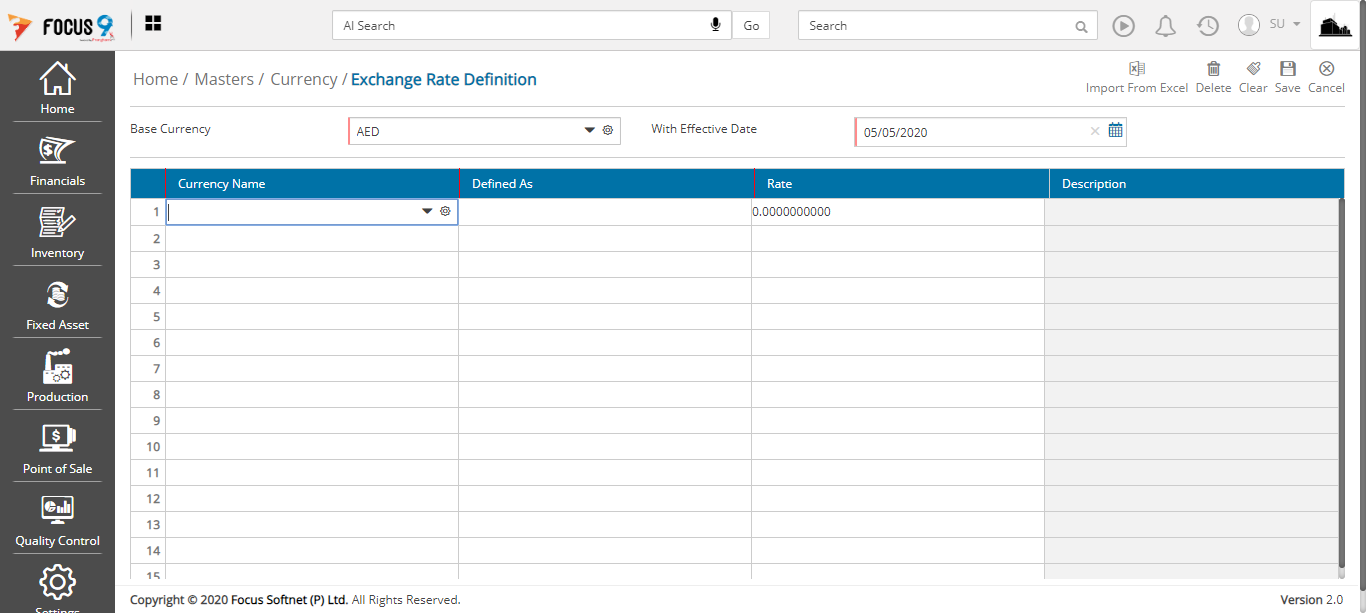 FOCUS 9
AI Search
Go
Search
SU
Home
Financials
Inventory
Fixed Asset
Production
Point of Sale
Quality Control
Settings
Home / Masters / Currency / Exchange Rate Definition
Import From Excel
Delete
Clear
Save
Cancel
Base Currency
AED
With Effective Date
05/05/2020
Currency Name
Defined As
Rate
Description
1
0.0000000000
2
3
4
5
6
7
8
9
10
11
12
13
14
15
Copyright © 2020 Focus Softnet (P) Ltd. All Rights Reserved.
Version 2.0